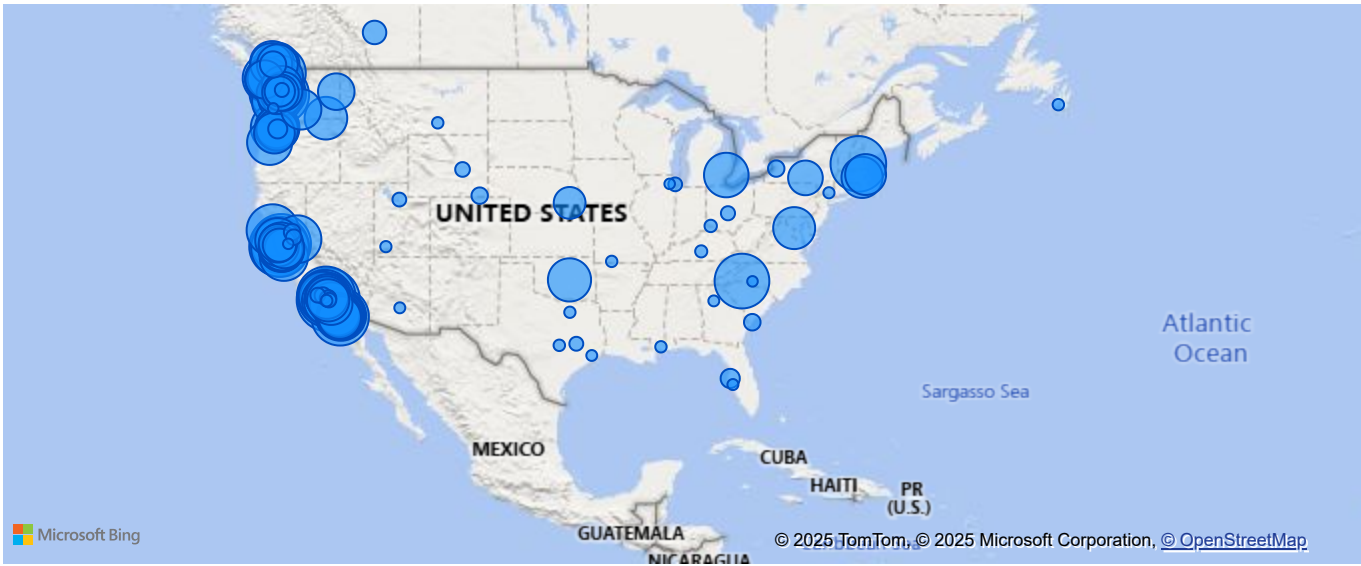 UNITED STATES
Atlantic
Ocean
Sargasso Sea
MEXICO
CUBA
HAITI
PR
(U.S.)
GUATEMALA
NICARAGUA
Microsoft Bing
© 2025 TomTom, © 2025 Microsoft Corporation, © OpenStreetMap